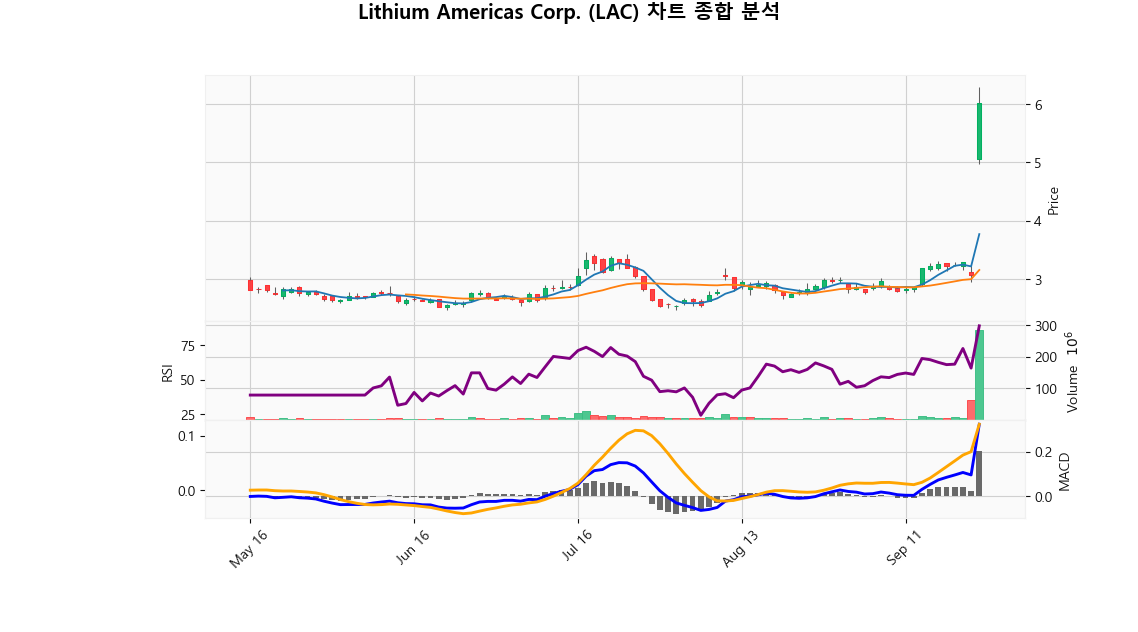 Lithium Americas Corp. (LAC) 차트 종합 분석
6
5
4
3
Price
300
200
100
Volume 10^6
75
50
25
RSI
0.1
0.0
0.2
0.0
MACD
May 16
Jun 16
Jul 16
Aug 13
Sep 11